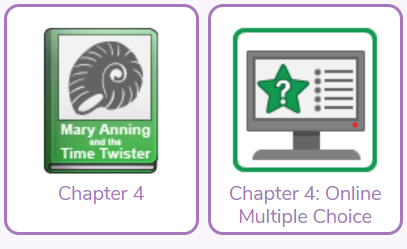 Mary Anning
and the
Time Twister
Chapter 4
?
Chapter 4: Online
Multiple Choice